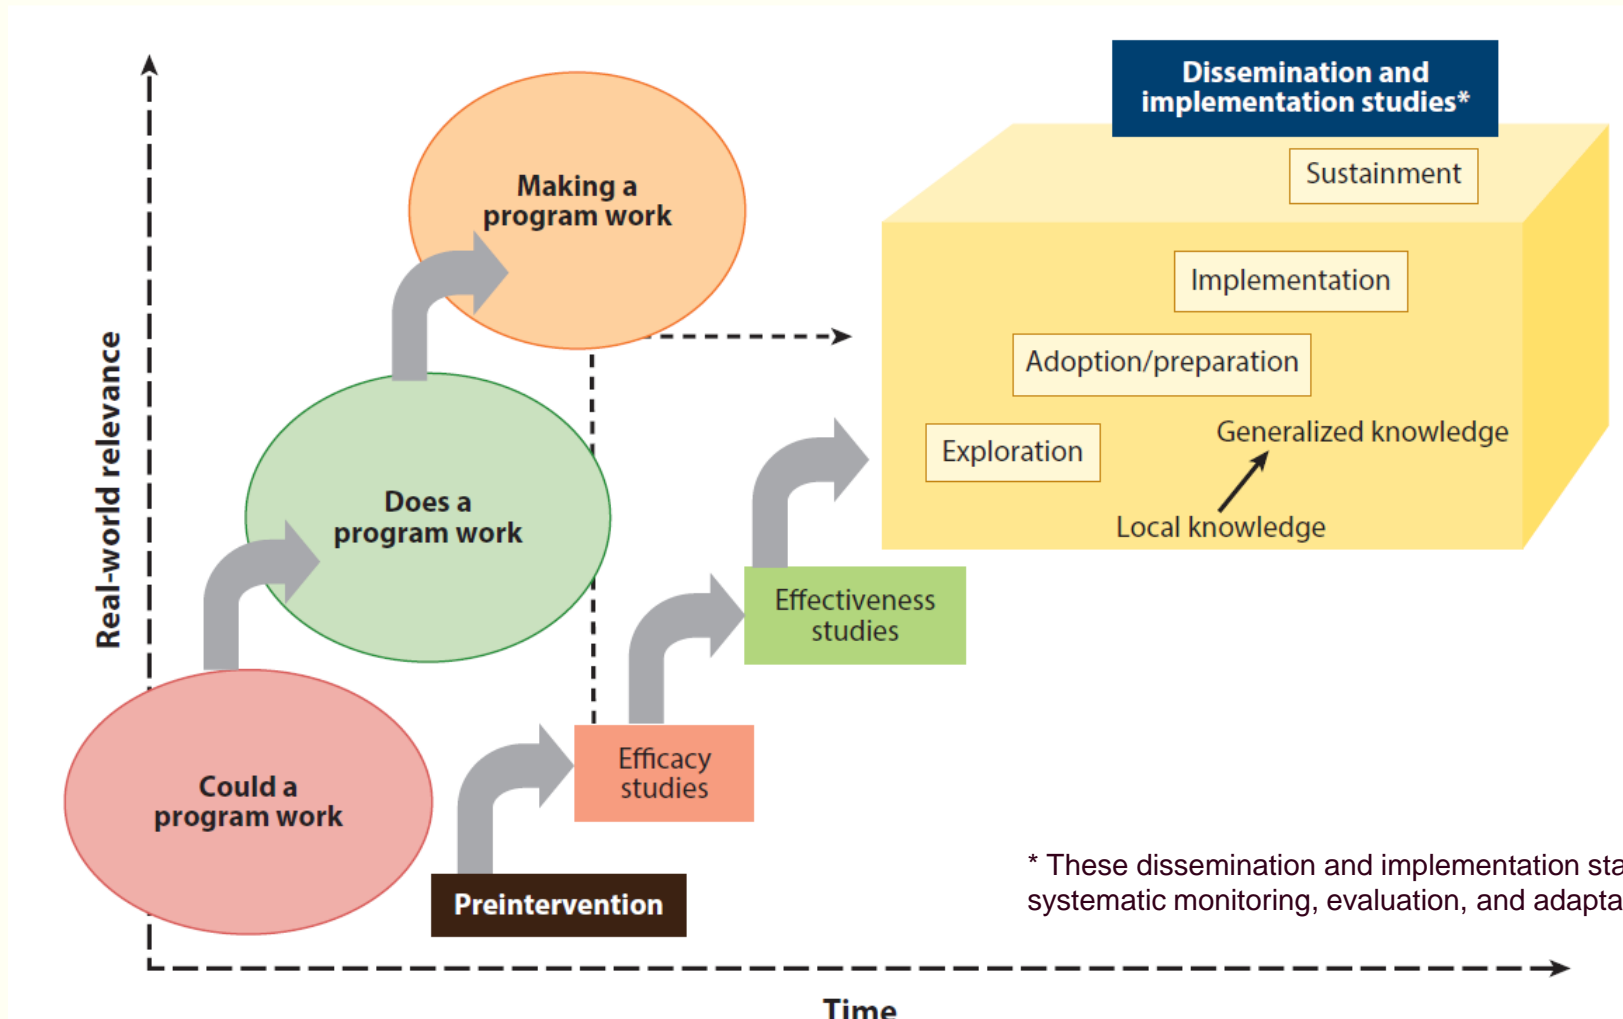 Dissemination and
implementation studies*
Sustainment
Making a
program work
Implementation
Adoption/preparation
Generalized knowledge
Exploration
Local knowledge
Real-world relevance
Does a
program work
Effectiveness
studies
Efficacy
studies
Could a
program work
Preintervention
* These dissemination and implementation sta
systematic monitoring, evaluation, and adapta
Time